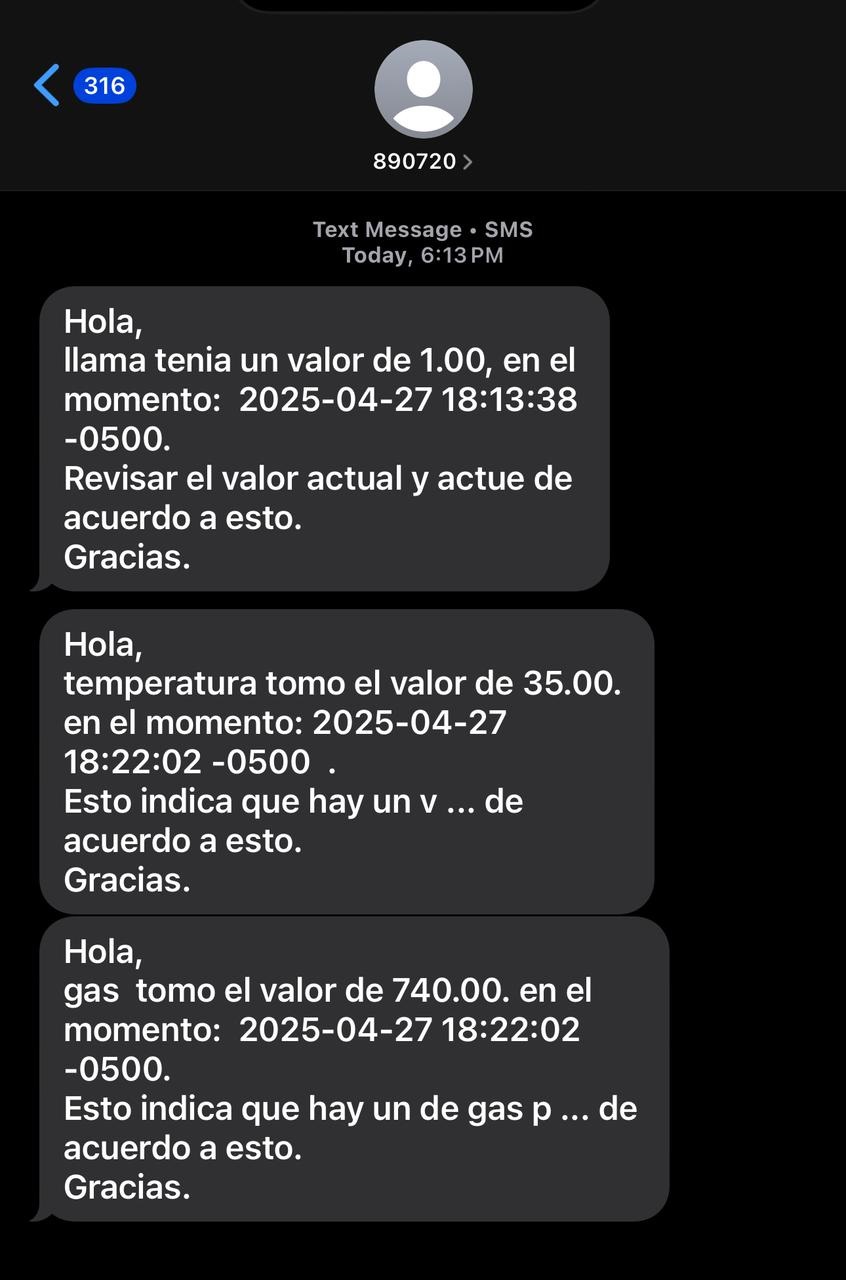 316
890720
Text Message • SMS
Today, 6:13 PM
Hola,
llama tenia un valor de 1.00, en el
momento:  2025-04-27 18:13:38
-0500.
Revisar el valor actual y actue de
acuerdo a esto.
Gracias.
Hola,
temperatura tomo el valor de 35.00.
en el momento: 2025-04-27
18:22:02 -0500  .
Esto indica que hay un v ... de
acuerdo a esto.
Gracias.
Hola,
gas  tomo el valor de 740.00. en el
momento:  2025-04-27 18:22:02
-0500.
Esto indica que hay un de gas p ... de
acuerdo a esto.
Gracias.